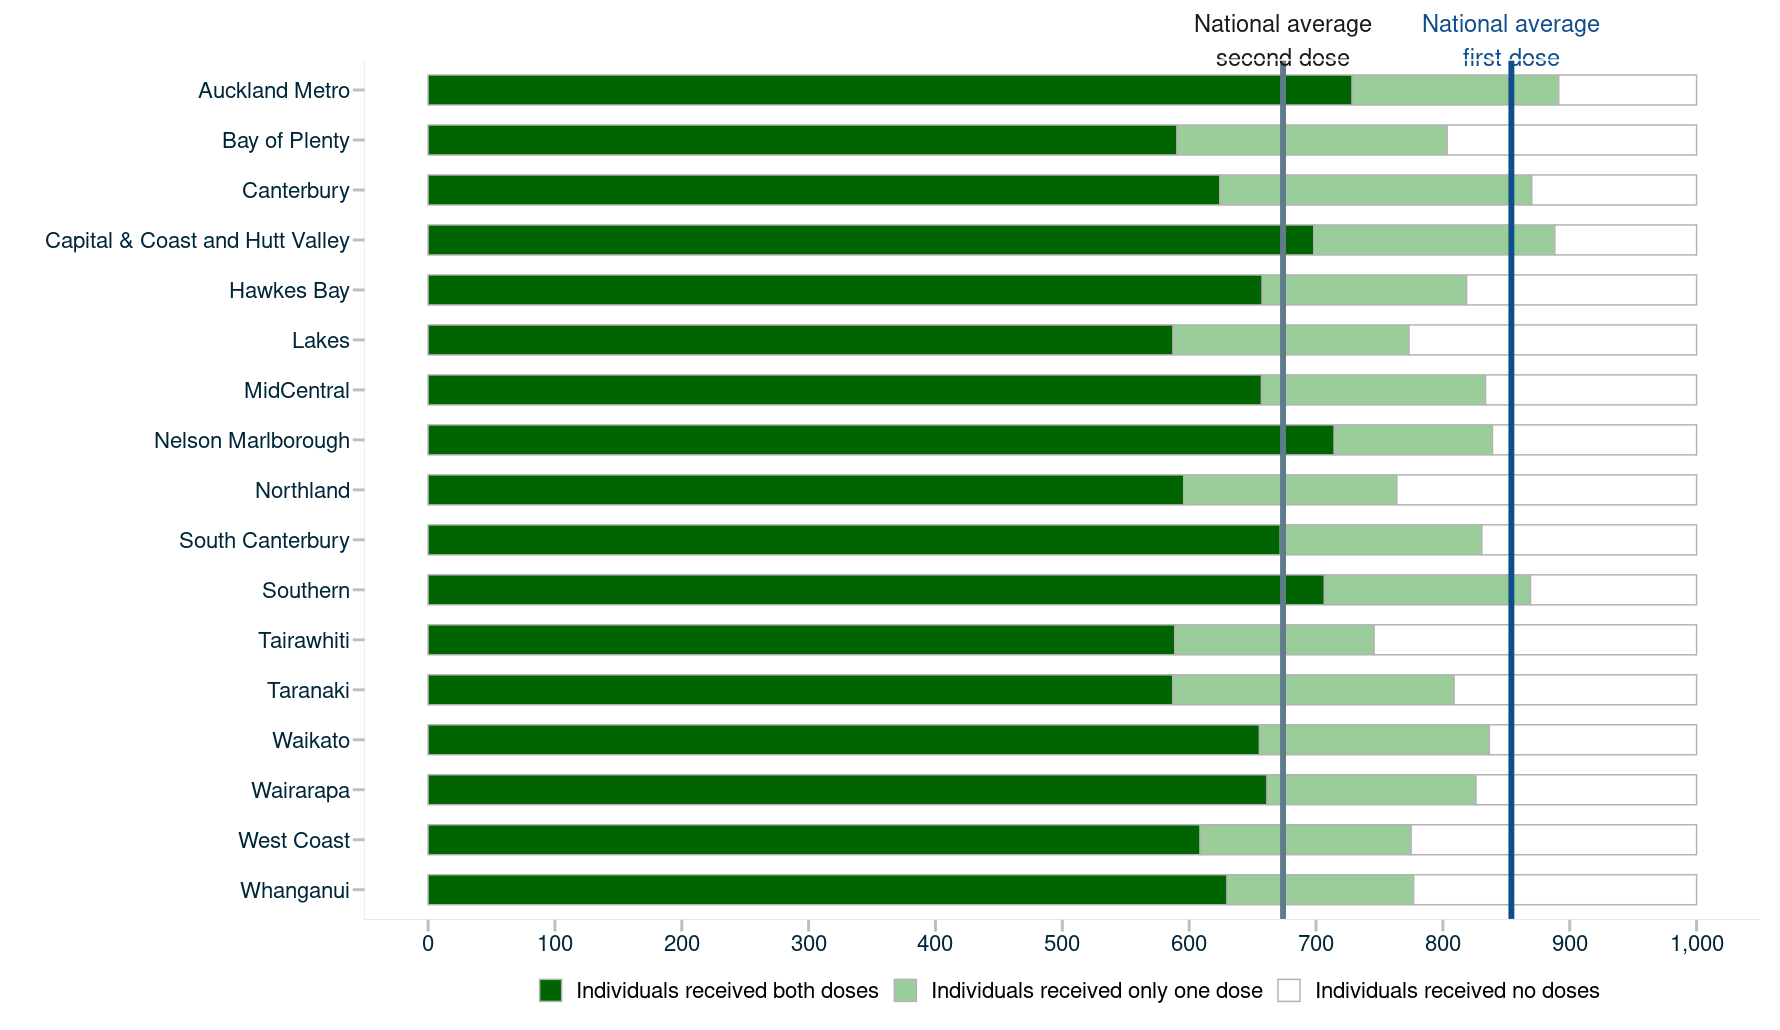 National average
second dose
National average
first dose
Auckland Metro
Bay of Plenty
Canterbury
Capital & Coast and Hutt Valley
Hawkes Bay
Lakes
MidCentral
Nelson Marlborough
Northland
South Canterbury
Southern
Tairawhiti
Taranaki
Waikato
Wairarapa
West Coast
Whanganui
0 100 200 300 400 500 600 700 800 900 1,000
Individuals received both doses Individuals received only one dose Individuals received no doses